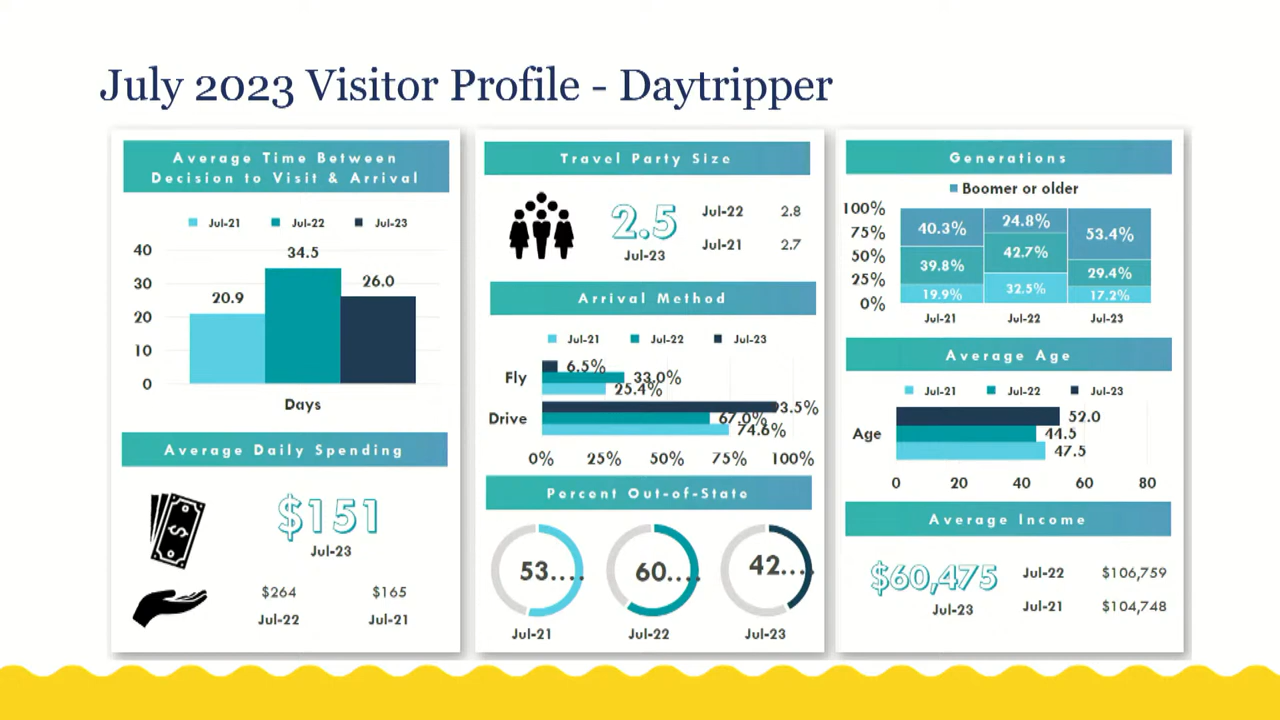 July 2023 Visitor Profile - Daytripper
Average Time Between
Decision to Visit & Arrival
Jul-21 Jul-22 Jul-23
40
30
20
10
0
20.9
34.5
26.0
Days
Average Daily Spending
$151
Jul-23
$264 $165
Jul-22 Jul-21
Travel Party Size
2.5
Jul-23
Jul-22 2.8
Jul-21 2.7
Arrival Method
Jul-21 Jul-22 Jul-23
Fly
6.5%
33.0%
25.4%
Drive
93.5%
67.0%
74.6%
0% 25% 50% 75% 100%
Percent Out-of-State
53.... 60.... 42....
Jul-21 Jul-22 Jul-23
Generations
Boomer or older
100%
75%
50%
25%
0%
40.3% 24.8% 53.4%
39.8% 42.7% 29.4%
19.9% 32.5% 17.2%
Jul-21 Jul-22 Jul-23
Average Age
Jul-21 Jul-22 Jul-23
Age
52.0
44.5
47.5
0 20 40 60 80
Average Income
$60,475
Jul-23
Jul-22 $106,759
Jul-21 $104,748